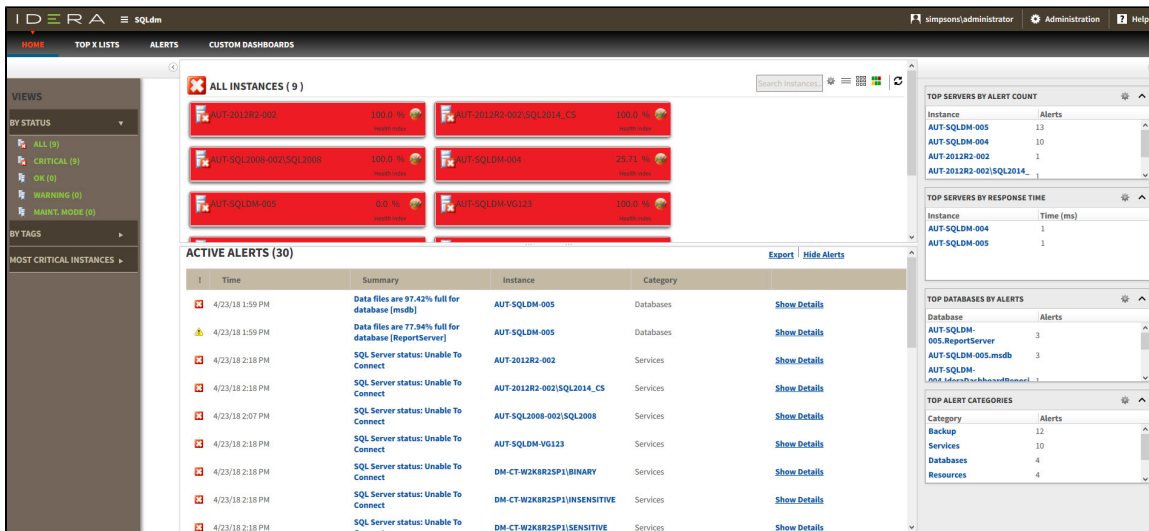 IDERA SQLdm simpsons\administrator Administration ? Help
HOME TOP X LISTS ALERTS CUSTOM DASHBOARDS
VIEWS
BY STATUS
ALL (9)
CRITICAL (9)
OK (0)
WARNING (0)
MAINT. MODE (0)
BY TAGS
MOST CRITICAL INSTANCES
ALL INSTANCES ( 9 ) Search Instances..
AUT-2012R2-002 100.0 % AUT-2012R2-002\SQL2014_CS 100.0 %
Health Index Health Index
AUT-SQL2008-002\SQL2008 100.0 % AUT-SQLDM-004 25.71 %
Health Index Health Index
AUT-SQLDM-005 0.0 % AUT-SQLDM-VG123 100.0 %
Health Index Health Index
ACTIVE ALERTS (30) Export Hide Alerts
! Time Summary Instance Category
4/23/18 1:59 PM Data files are 97.42% full for AUT-SQLDM-005 Databases Show Details
database [msdb]
4/23/18 1:59 PM Data files are 77.94% full for AUT-SQLDM-005 Databases Show Details
database [ReportServer]
4/23/18 2:18 PM SQL Server status: Unable To AUT-2012R2-002 Services Show Details
Connect
4/23/18 2:18 PM SQL Server status: Unable To AUT-2012R2-002\SQL2014_CS Services Show Details
Connect
4/23/18 2:07 PM SQL Server status: Unable To AUT-SQL2008-002\SQL2008 Services Show Details
Connect
4/23/18 2:18 PM SQL Server status: Unable To AUT-SQLDM-VG123 Services Show Details
Connect
4/23/18 2:18 PM SQL Server status: Unable To DM-CT-W2K8R2SP1\BINARY Services Show Details
Connect
4/23/18 2:18 PM SQL Server status: Unable To DM-CT-W2K8R2SP1\INSENSITIVE Services Show Details
Connect
4/23/18 2:18 PM SQL Server status: Unable To DM-CT-W2K8R2SP1\SENSITIVE Services Show Details
TOP SERVERS BY ALERT COUNT
Instance Alerts
AUT-SQLDM-005 13
AUT-SQLDM-004 10
AUT-2012R2-002 1
AUT-2012R2-002\SQL2014_ 1
TOP SERVERS BY RESPONSE TIME
Instance Time (ms)
AUT-SQLDM-004 1
AUT-SQLDM-005 1
TOP DATABASES BY ALERTS
Database Alerts
AUT-SQLDM-
005.ReportServer 3
AUT-SQLDM-005.msdb 3
AUT-SQLDM-
004.IderaDashboardReposi 1
TOP ALERT CATEGORIES
Category Alerts
Backup 12
Services 10
Databases 4
Resources 4